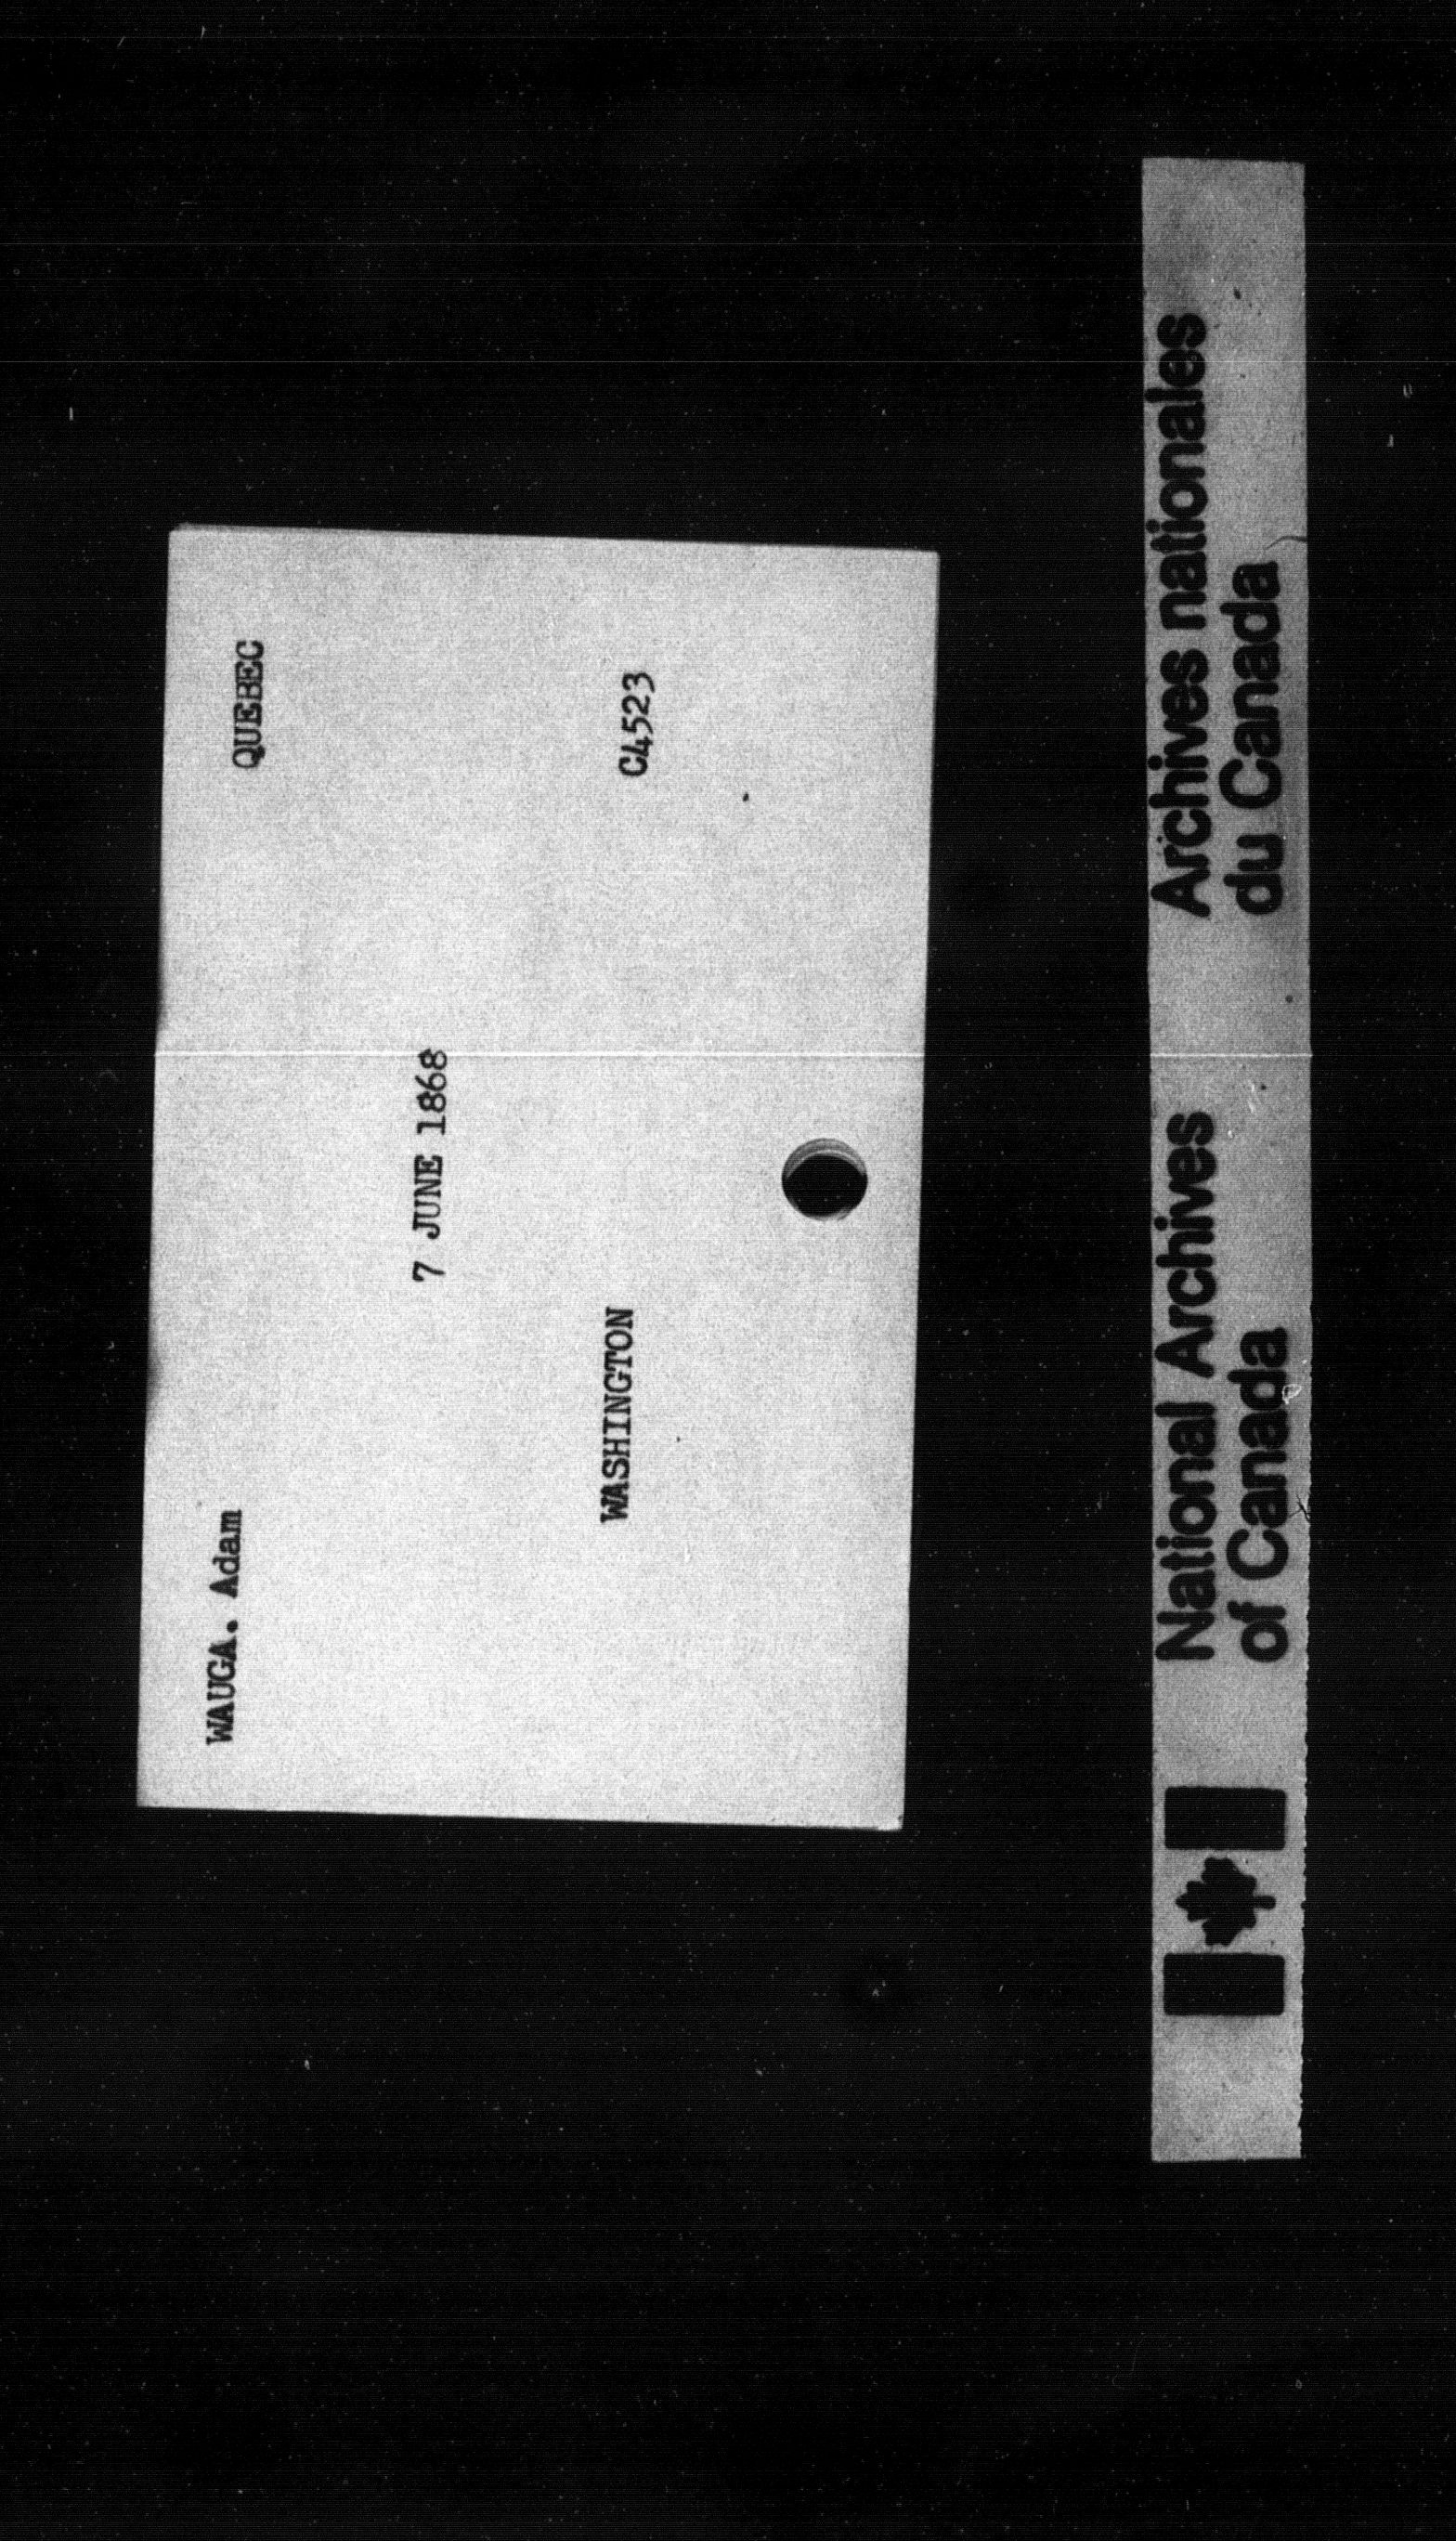 WAUGA. Adam QUEBEC
7 JUNE 1868
WASHINGTON C4523
National Archives
of Canada
Archives nationales
du Canada